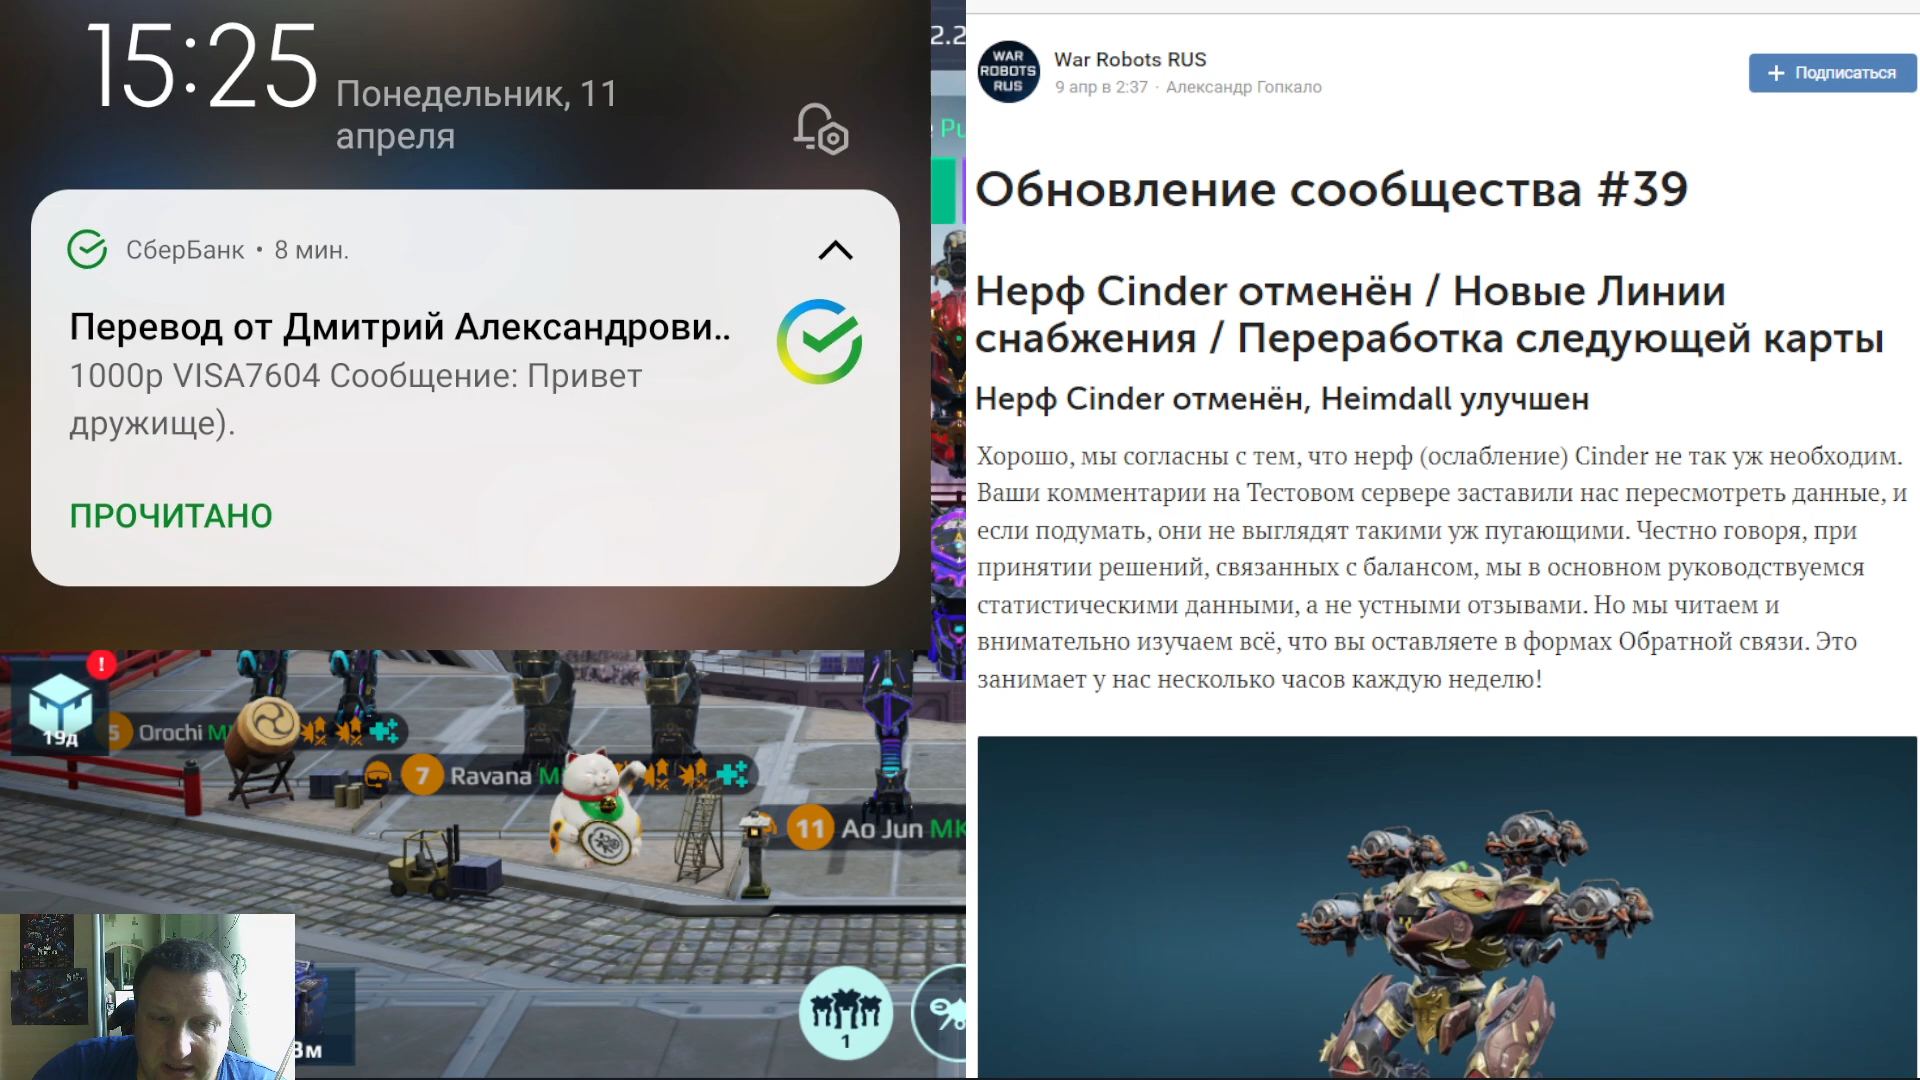 15:25
Понедельник, 11
апреля
СберБанк • 8 мин.
Перевод от Дмитрий Александрови..
1000р VISA7604 Сообщение: Привет
дружище).
ПРОЧИТАНО
2.2
Pu
19д
5 Orochi M
7 Ravana M
11 Ao Jun MK
1
3м
WAR
ROBOTS
RUS
War Robots RUS
9 апр в 2:37 · Александр Гопкало
+ Подписаться
Обновление сообщества #39
Нерф Cinder отменён / Новые Линии
снабжения / Переработка следующей карты
Нерф Cinder отменён, Heimdall улучшен
Хорошо, мы согласны с тем, что нерф (ослабление) Cinder не так уж необходим.
Ваши комментарии на Тестовом сервере заставили нас пересмотреть данные, и
если подумать, они не выглядят такими уж пугающими. Честно говоря, при
принятии решений, связанных с балансом, мы в основном руководствуемся
статистическими данными, а не устными отзывами. Но мы читаем и
внимательно изучаем всё, что вы оставляете в формах Обратной связи. Это
занимает у нас несколько часов каждую неделю!